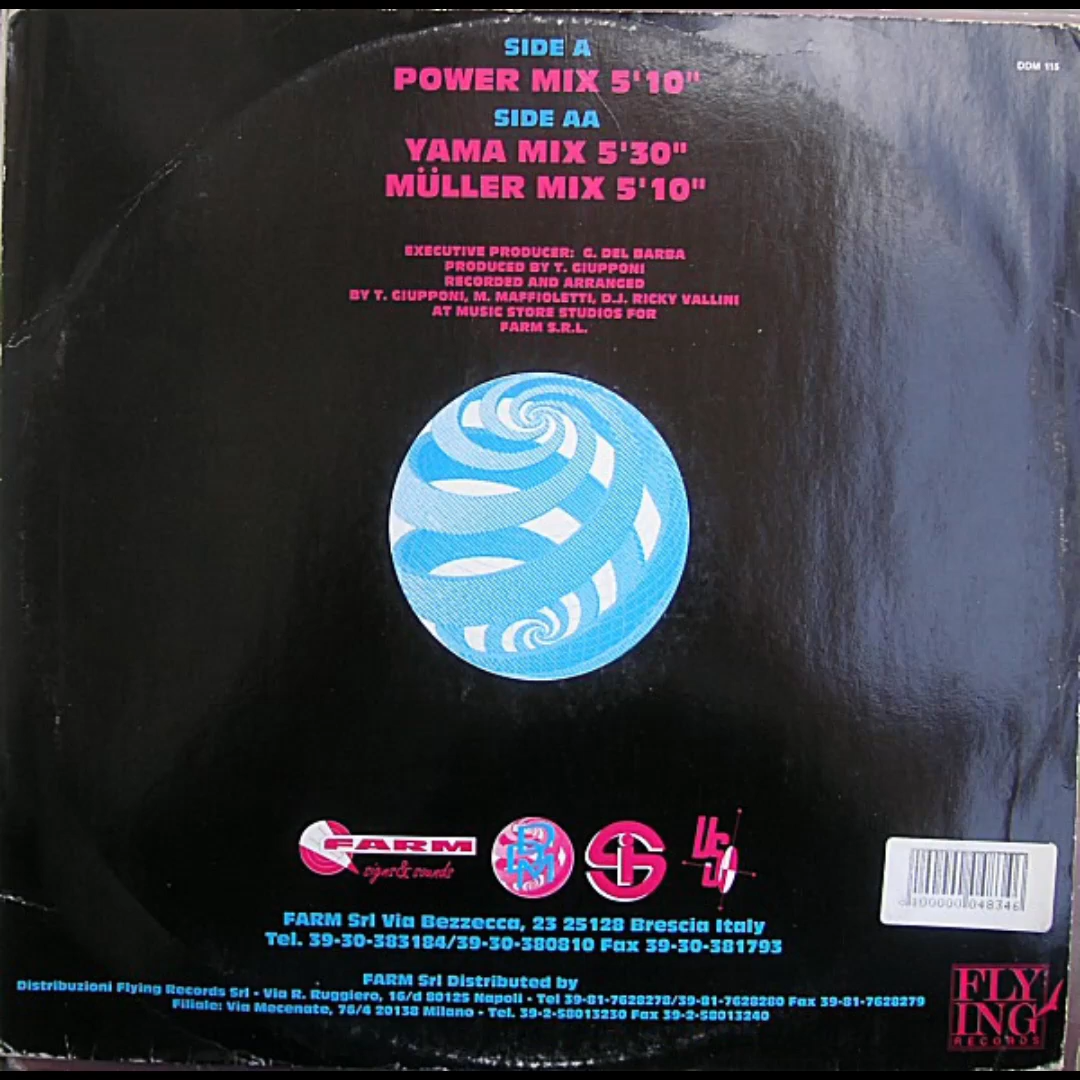 SIDE A
DDM 115
POWER MIX 5'10"
SIDE AA
YAMA MIX 5'30"
MÜLLER MIX 5'10"
EXECUTIVE PRODUCER: G. DEL BARBA
PRODUCED BY T. GIUPPONI
RECORDED AND ARRANGED
BY T. GIUPPONI, M. MAFFIOLETTI, D.J. RICKY VALLINI
AT MUSIC STORE STUDIOS FOR
FARM S.R.L.
FARM
signs & sounds
FARM Srl Via Bezzecca, 23 25128 Brescia Italy
Tel. 39-30-383184/39-30-380810 Fax 39-30-381793
FARM Srl Distributed by
Distribuzioni Flying Records Srl - Via R. Ruggiero, 16/d 80125 Napoli - Tel 39-81-7628278/39-81-7628280 Fax 39-81-7628279
Filiale: Via Mecenate, 76/4 20138 Milano - Tel. 39-2-58013230 Fax 39-2-58013240
FLY
ING
RECORDS